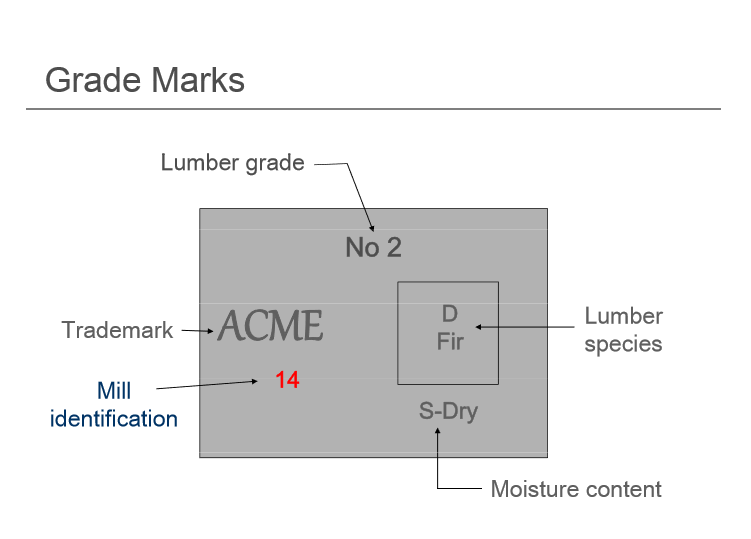 Grade Marks
Lumber grade
No 2
D
Fir
Lumber
species
Trademark
ACME
14
Mill
identification
S-Dry
Moisture content